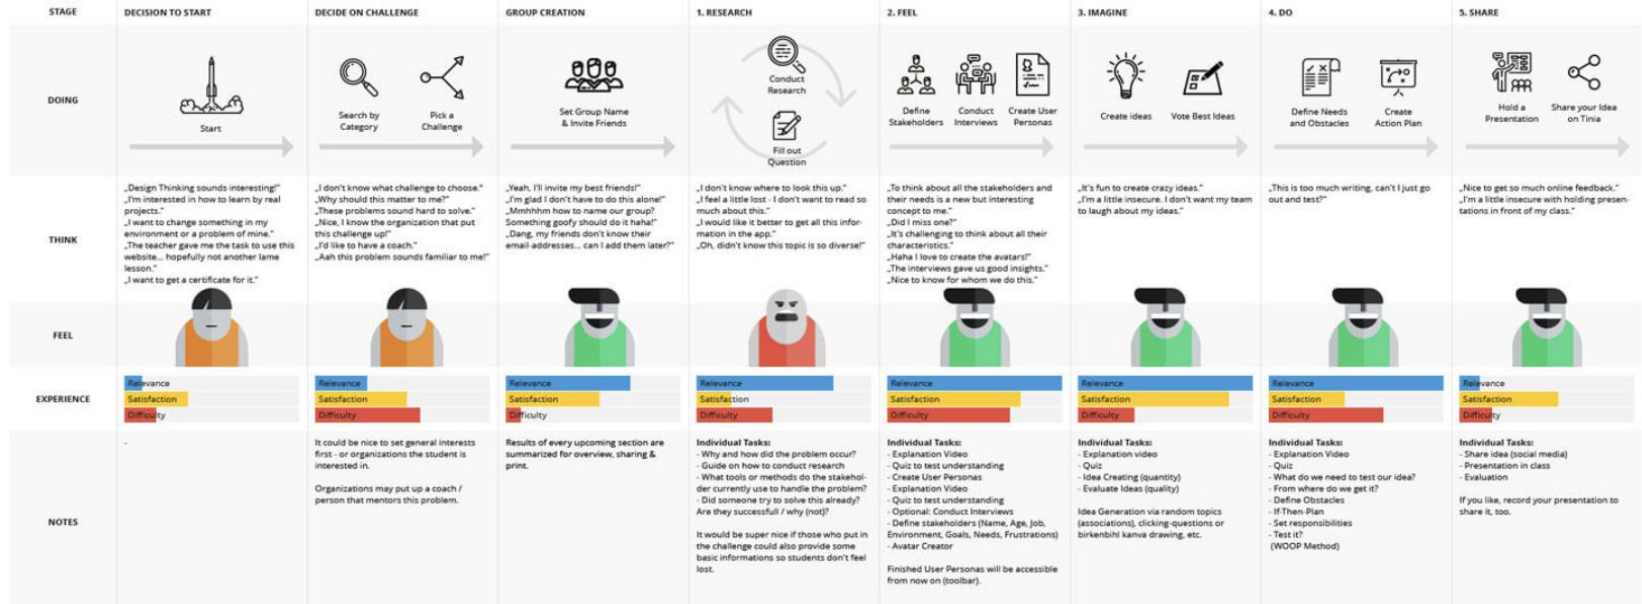 STAGE
DECISION TO START
DECIDE ON CHALLENGE
GROUP CREATION
1. RESEARCH
2. FEEL
3. IMAGINE
4. DO
5. SHARE
DOING
Start
Search by
Category
Pick a
Challenge
Set Group Name
& Invite Friends
Conduct
Research
Fill out
Question
Define
Stakeholders
Conduct
Interviews
Create User
Personas
Create ideas
Vote Best Ideas
Define Needs
and Obstacles
Create
Action Plan
Hold a
Presentation
Share your Idea
on Tinia
THINK
„Design Thinking sounds interesting!"
„I'm interested in how to learn by real
projects."
„I want to change something in my
environment or a problem of mine."
„The teacher gave me the task to use this
website... hopefully not another lame
lesson."
„I want to get a certificate for it."
„I don't know what challenge to choose."
„Why should this matter to me?"
„These problems sound hard to solve."
„Nice, I know the organization that put
this challenge up!"
„I'd like to have a coach."
„Aah this problem sounds familiar to me!"
„Yeah, I'll invite my best friends!"
„I'm glad I don't have to do this alone!"
„Mmhhhm how to name our group?
Something goofy should do it haha!"
„Dang, my friends don't know their
email-addresses... can I add them later?"
„I don't know where to look this up."
„I feel a little lost - I don't want to read so
much about this."
„I would like it better to get all this infor-
mation in the app."
„Oh, didn't know this topic is so diverse!"
„To think about all the stakeholders and
their needs is a new but interesting
concept to me."
„Did I miss one?"
„It's challenging to think about all their
characteristics."
„Haha I love to create the avatars!"
„The interviews gave us good insights."
„Nice to know for whom we do this."
„It's fun to create crazy ideas."
„I'm a little insecure. I don't want my team
to laugh about my ideas."
„This is too much writing, can't I just go
out and test?"
„Nice to get so much online feedback."
„I'm a little insecure with holding presen-
tations in front of my class."
FEEL
EXPERIENCE
Relevance
Satisfaction
Difficulty
Relevance
Satisfaction
Difficulty
Relevance
Satisfaction
Difficulty
Relevance
Satisfaction
Difficulty
Relevance
Satisfaction
Difficulty
Relevance
Satisfaction
Difficulty
Relevance
Satisfaction
Difficulty
Relevance
Satisfaction
Difficulty
NOTES
-
It could be nice to set general interests
first - or organizations the student is
interested in.
Organizations may put up a coach /
person that mentors this problem.
Results of every upcoming section are
summarized for overview, sharing &
print.
Individual Tasks:
- Why and how did the problem occur?
- Guide on how to conduct research
- What tools or methods do the stakehol-
der currently use to handle the problem?
- Did someone try to solve this already?
Are they successfull / why (not)?
It would be super nice if those who put in
the challenge could also provide some
basic informations so students don't feel
lost.
Individual Tasks:
- Explanation Video
- Quiz to test understanding
- Create User Personas
- Explanation Video
- Quiz to test understanding
- Optional: Conduct Interviews
- Define stakeholders (Name, Age, Job,
Environment, Goals, Needs, Frustrations)
- Avatar Creator
Finished User Personas will be accessible
from now on (toolbar).
Individual Tasks:
- Explanation video
- Quiz
- Idea Creating (quantity)
- Evaluate Ideas (quality)
Idea Generation via random topics
(associations), clicking-questions or
birkenbihl kanva drawing, etc.
Individual Tasks:
- Explanation Video
- Quiz
- What do we need to test our idea?
- From where do we get it?
- Define Obstacles
- If-Then-Plan
- Set responsibilities
- Test it?
(WOOP Method)
Individual Tasks:
- Share idea (social media)
- Presentation in class
- Evaluation
If you like, record your presentation to
share it, too.